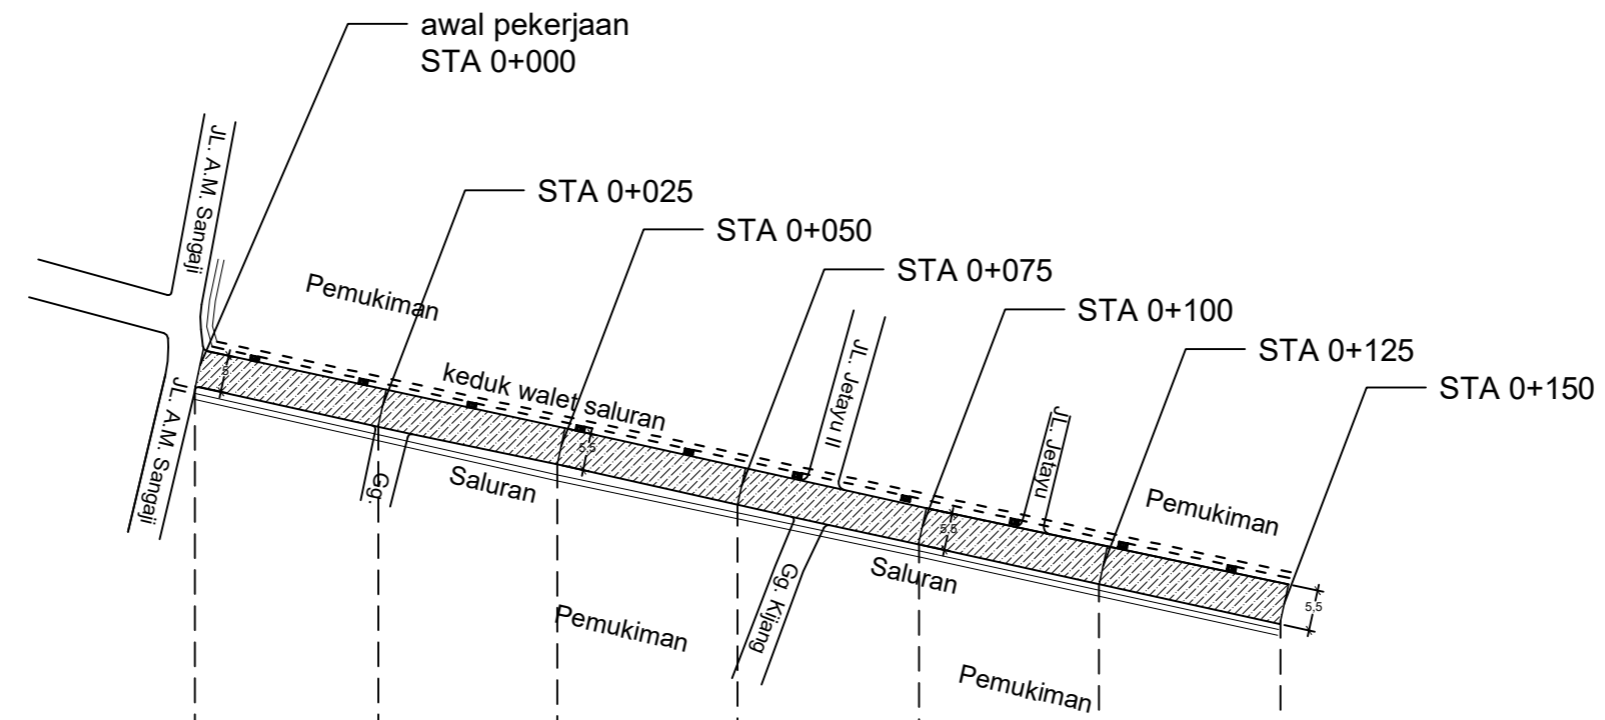 awal pekerjaan
STA 0+000
JL. A.M. Sangaji
STA 0+025
STA 0+050
STA 0+075
STA 0+100
STA 0+125
STA 0+150
Pemukiman
keduk walet saluran
JL. Jetayu II
JL. Jetayu
Pemukiman
JL. A.M. Sangaji
5
5,5
5,5
5,5
Gg.
Saluran
Saluran
Gg. Kijang
Pemukiman
Pemukiman